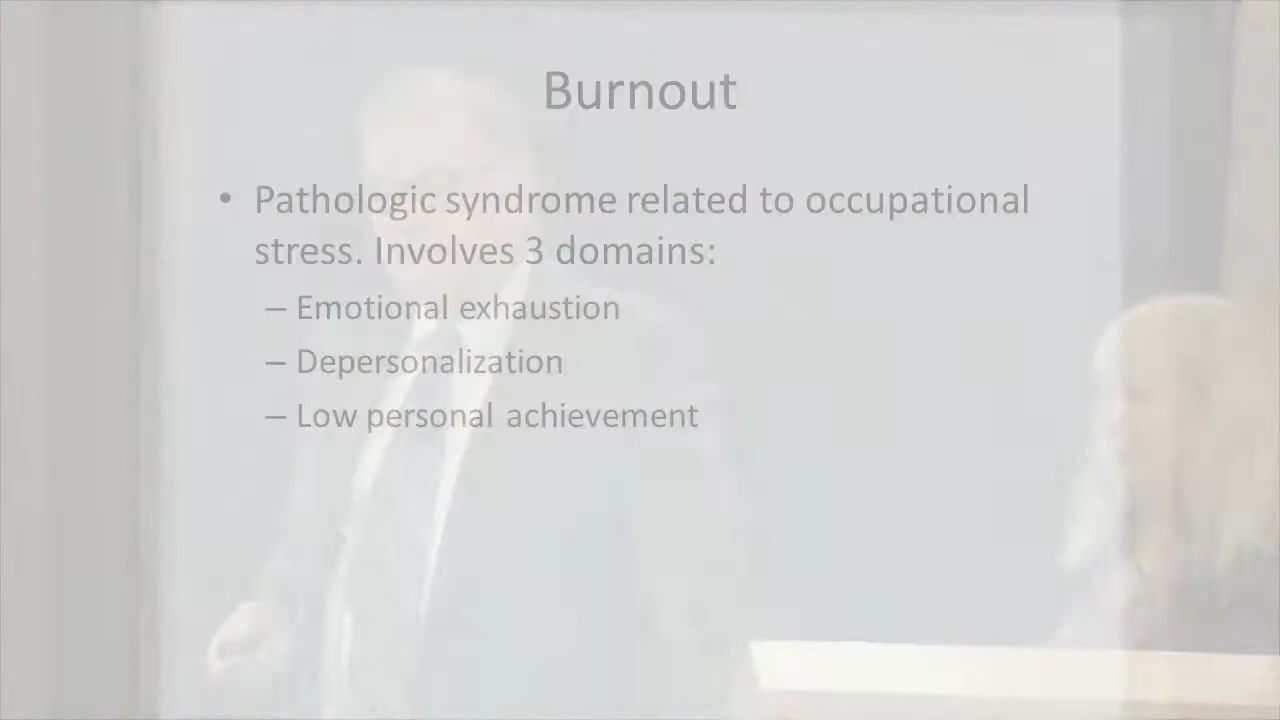 Burnout
• Pathologic syndrome related to occupational
stress. Involves 3 domains:
– Emotional exhaustion
– Depersonalization
– Low personal achievement